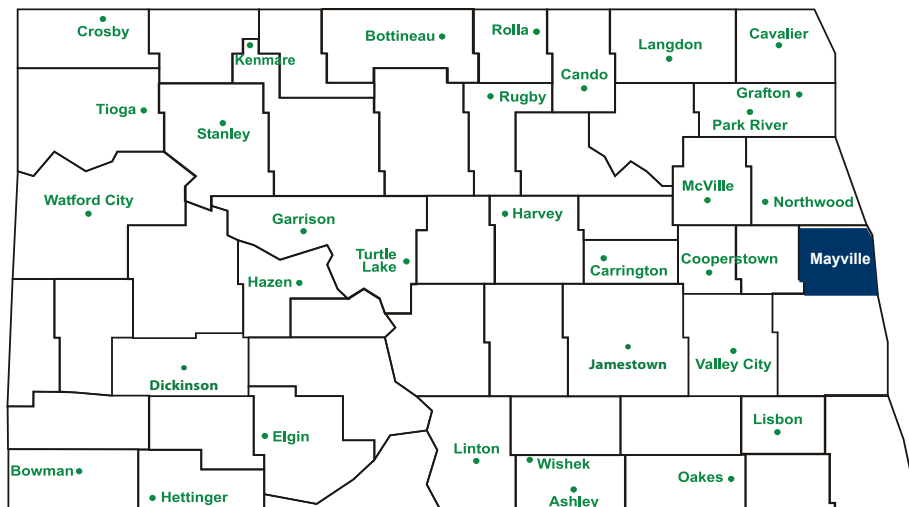 Crosby
Kenmare
Bottineau
Rolla
Langdon
Cavalier
Tioga
Stanley
Rugby
Cando
Grafton
Park River
Watford City
Garrison
Harvey
McVille
Northwood
Turtle
Lake
Hazen
Carrington
Cooperstown
Mayville
Dickinson
Jamestown
Valley City
Elgin
Linton
Lisbon
Bowman
Hettinger
Wishek
Ashley
Oakes